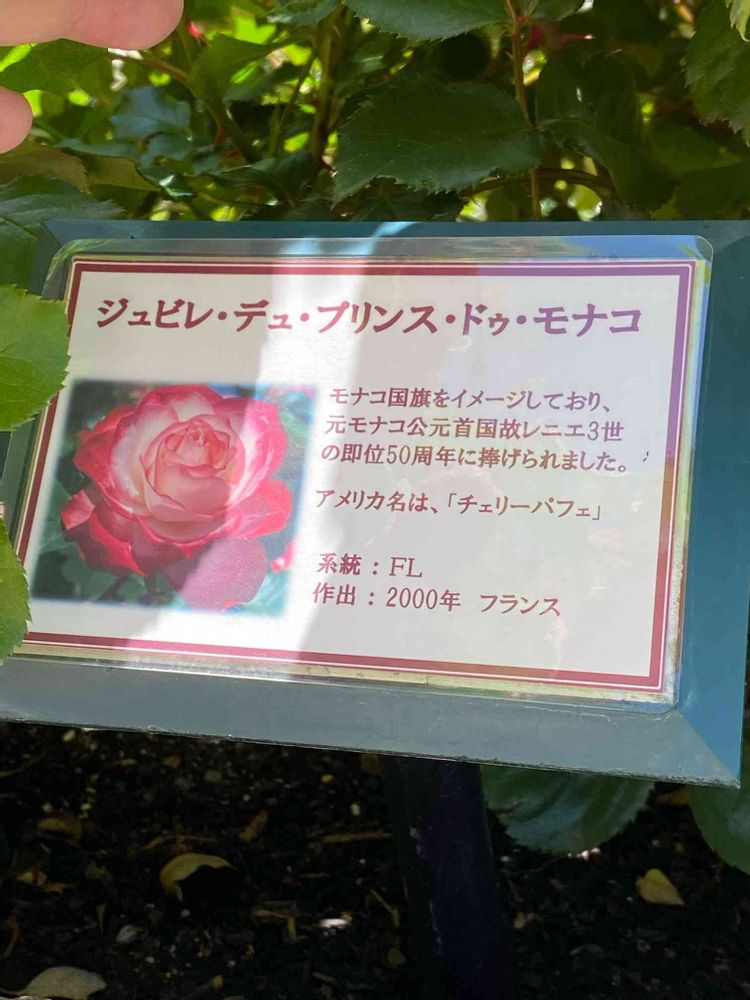 ジュビレ・デュ・プリンス・ドゥ・モナコ
モナコ国旗をイメージしており、
元モナコ公元首国故レニエ3世
の即位50周年に捧げられました。
アメリカ名は、「チェリーパフェ」
系統：FL
作出：2000年 フランス